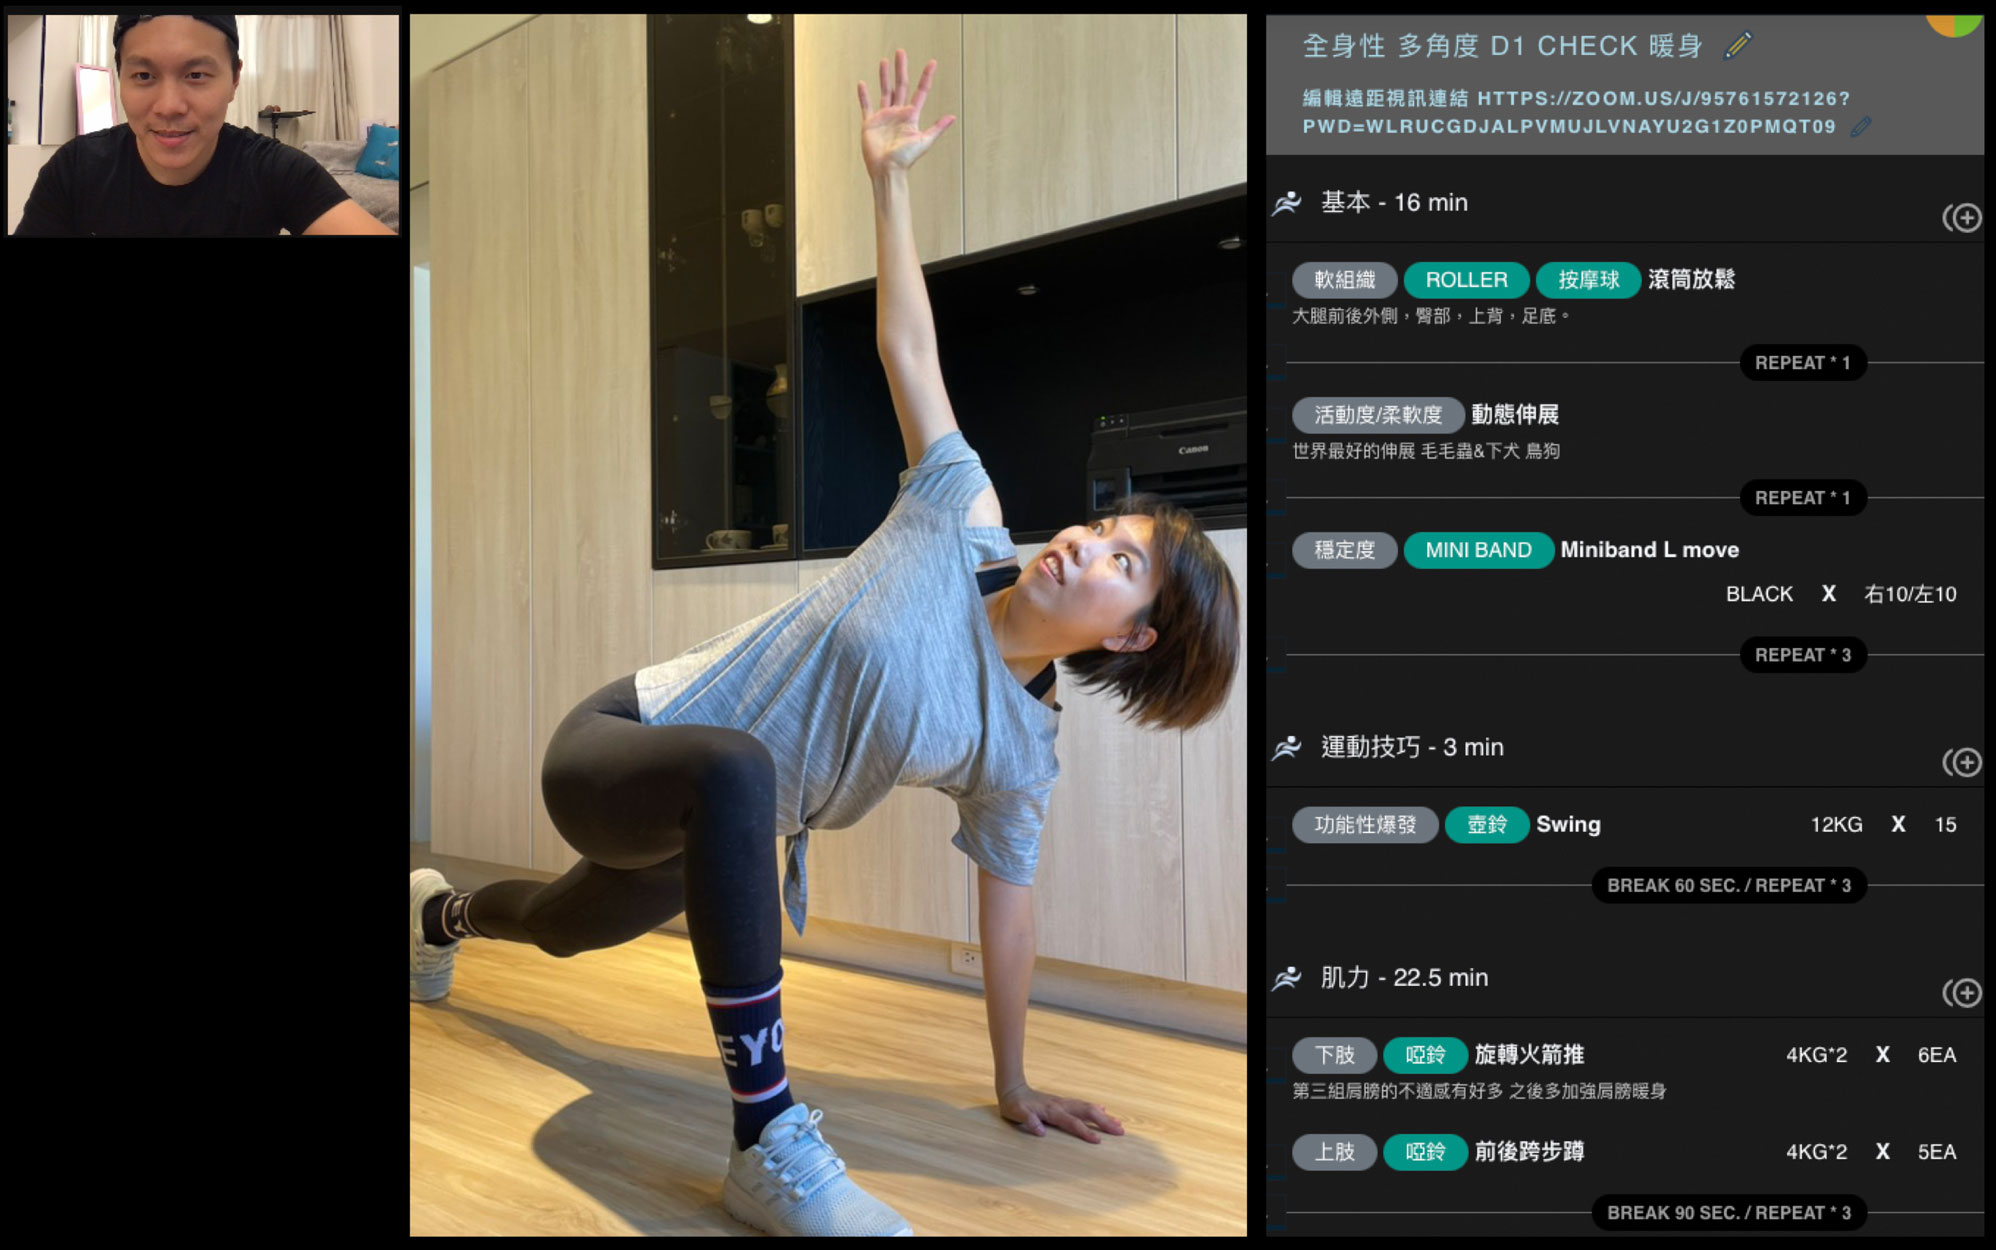 全身性 多角度 D1 CHECK 暖身
編輯遠距視訊連結 HTTPS://ZOOM.US/J/95761572126?
PWD=WLRUCGDJALPVMUJLVNAYU2G1Z0PMQT09
基本 - 16 min
軟組織 ROLLER 按摩球 滾筒放鬆
大腿前後外側，臀部，上背，足底。
REPEAT * 1
活動度/柔軟度 動態伸展
世界最好的伸展 毛毛蟲&下犬 鳥狗
REPEAT * 1
穩定度 MINI BAND Miniband L move
BLACK X 右10/左10
REPEAT * 3
運動技巧 - 3 min
功能性爆發 壺鈴 Swing 12KG X 15
BREAK 60 SEC. / REPEAT * 3
肌力 - 22.5 min
下肢 啞鈴 旋轉火箭推 4KG*2 X 6EA
第三組肩膀的不適感有好多 之後多加強肩膀暖身
上肢 啞鈴 前後跨步蹲 4KG*2 X 5EA
BREAK 90 SEC. / REPEAT * 3
Canon
EYO